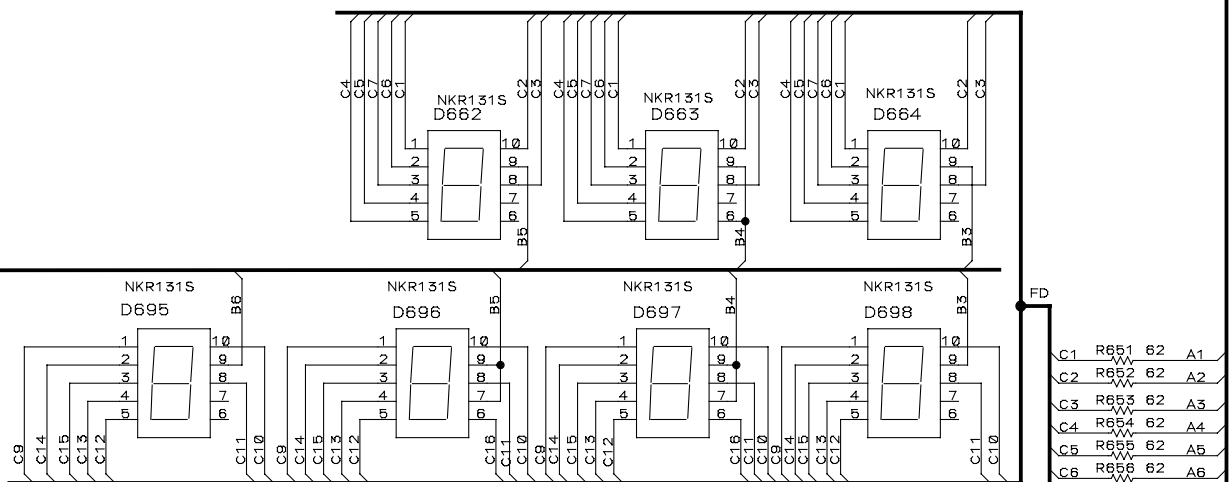 C4 C5 C7 C6 C1 C2 C3 C4 C5 C7 C6 C1 C2 C3 C4 C5 C7 C6 C1 C2 C3
NKR131S NKR131S NKR131S
D662 D663 D664
1 10 1 10 1 10
2 9 2 9 2 9
3 8 3 8 3 8
4 7 4 7 4 7
5 6 5 6 5 6
B5 B4 B3
NKR131S B6 NKR131S B5 NKR131S B4 NKR131S B3
FD
D695 D696 D697 D698
1 10 1 10 1 10 1 10
2 9 2 9 2 9 2 9
3 8 3 8 3 8 3 8
4 7 4 7 4 7 4 7
5 6 5 6 5 6 5 6
C9 C14 C15 C13 C12 C11 C10 C9 C14 C15 C13 C12 C16 C11 C10 C9 C14 C15 C13 C12 C16 C11 C10 C9 C14 C15 C13 C12 C11 C10
C1 R651 62 A1
C2 R652 62 A2
C3 R653 62 A3
C4 R654 62 A4
C5 R655 62 A5
C6 R656 62 A6